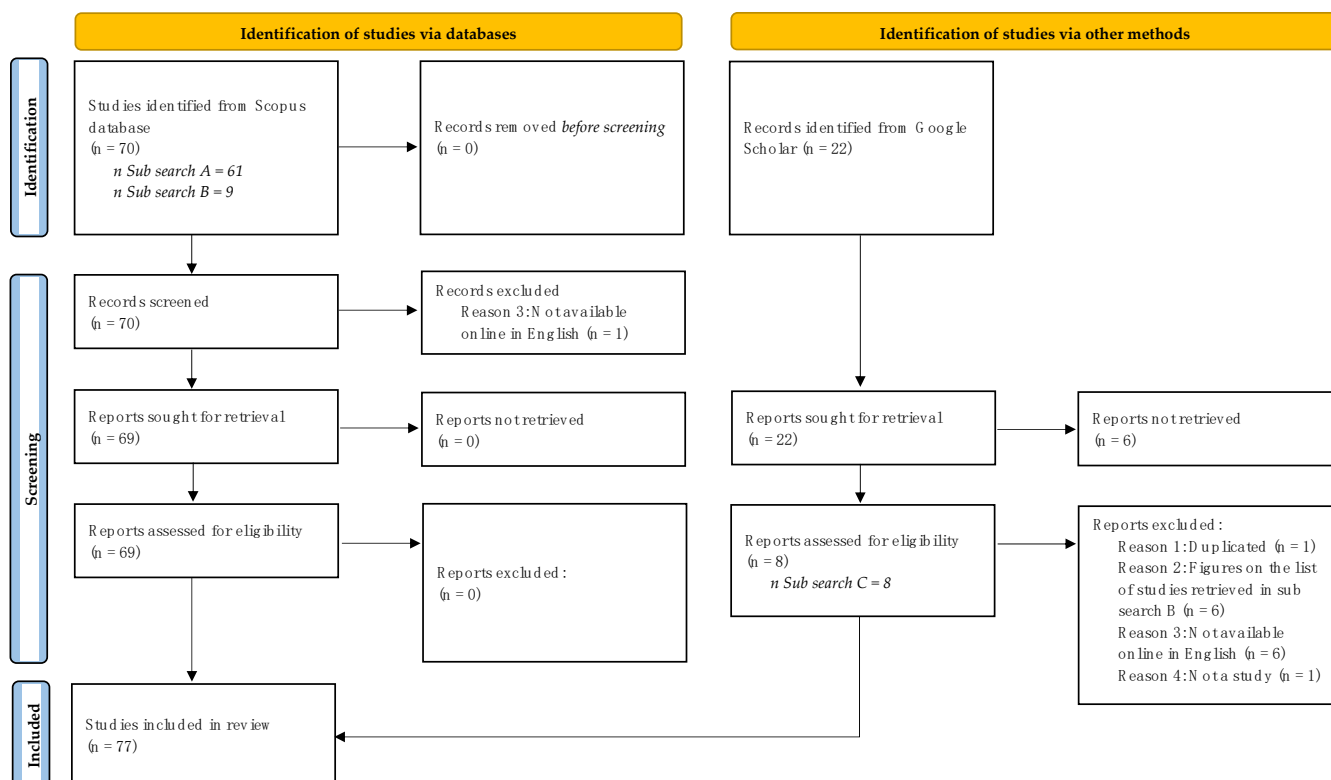 Identification of studies via databases
Identification of studies via other methods
Identification
Studies identified from Scopus
database
(n = 70)
n Sub search A = 61
n Sub search B = 9
Records removed before screening
(n = 0)
Records identified from Google
Scholar (n = 22)
Screening
Records screened
(n = 70)
Records excluded
Reason 3: Not available
online in English (n = 1)
Reports sought for retrieval
(n = 69)
Reports not retrieved
(n = 0)
Reports sought for retrieval
(n = 22)
Reports not retrieved
(n = 6)
Reports assessed for eligibility
(n = 69)
Reports excluded:
(n = 0)
Reports assessed for eligibility
(n = 8)
n Sub search C = 8
Reports excluded:
Reason 1: Duplicated (n = 1)
Reason 2: Figures on the list
of studies retrieved in sub
search B (n = 6)
Reason 3: Not available
online in English (n = 6)
Reason 4: Not a study (n = 1)
Included
Studies included in review
(n = 77)